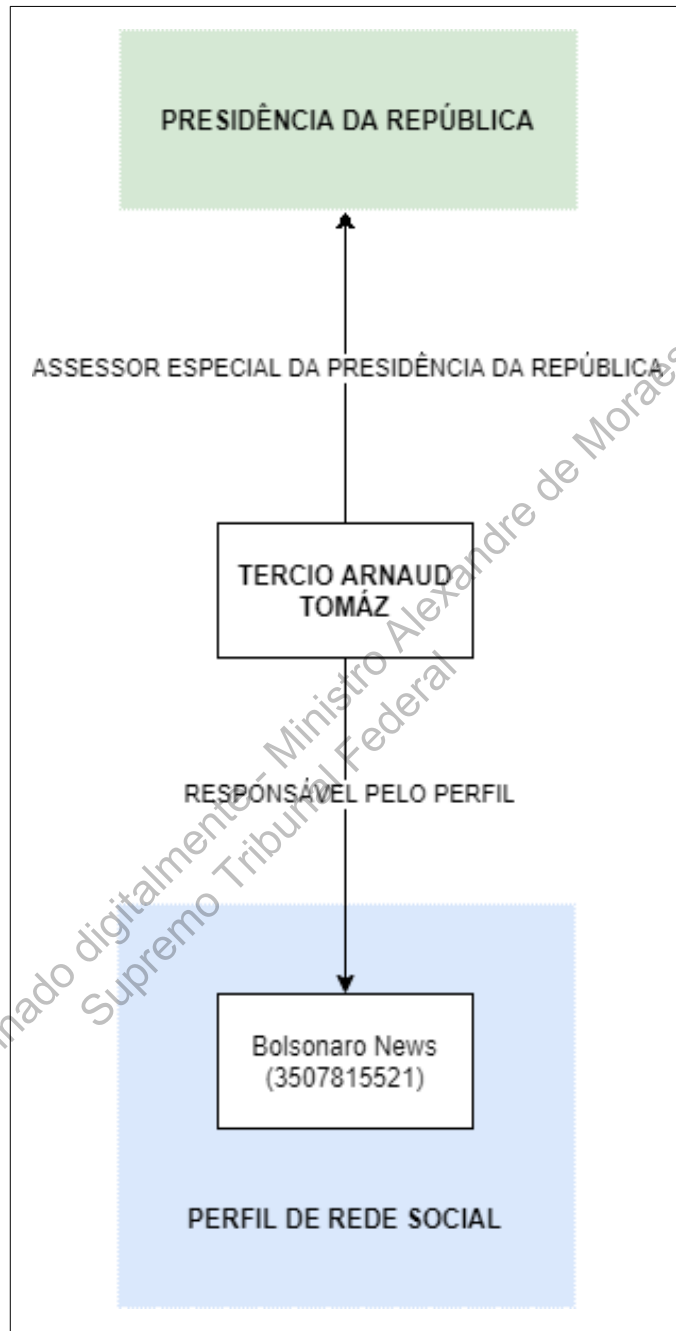 PRESIDÊNCIA DA REPÚBLICA
ASSESSOR ESPECIAL DA PRESIDÊNCIA DA REPÚBLICA
TERCIO ARNAUD
TOMÁZ
RESPONSÁVEL PELO PERFIL
Bolsonaro News
(3507815521)
PERFIL DE REDE SOCIAL
digitalmente - Ministro Alexandre de Moraes
Supremo Tribunal Federal